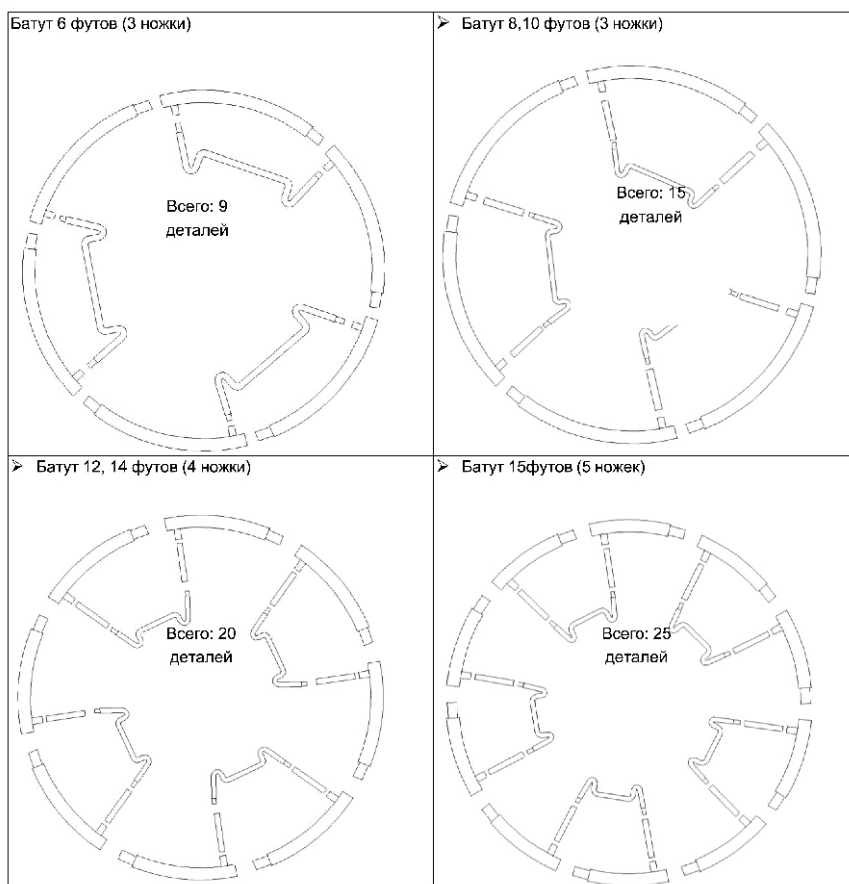 Батут 6 футов (3 ножки)
Всего: 9
деталей
➢ Батут 8,10 футов (3 ножки)
Всего: 15
деталей
➢ Батут 12, 14 футов (4 ножки)
Всего: 20
деталей
➢ Батут 15футов (5 ножек)
Всего: 25
деталей